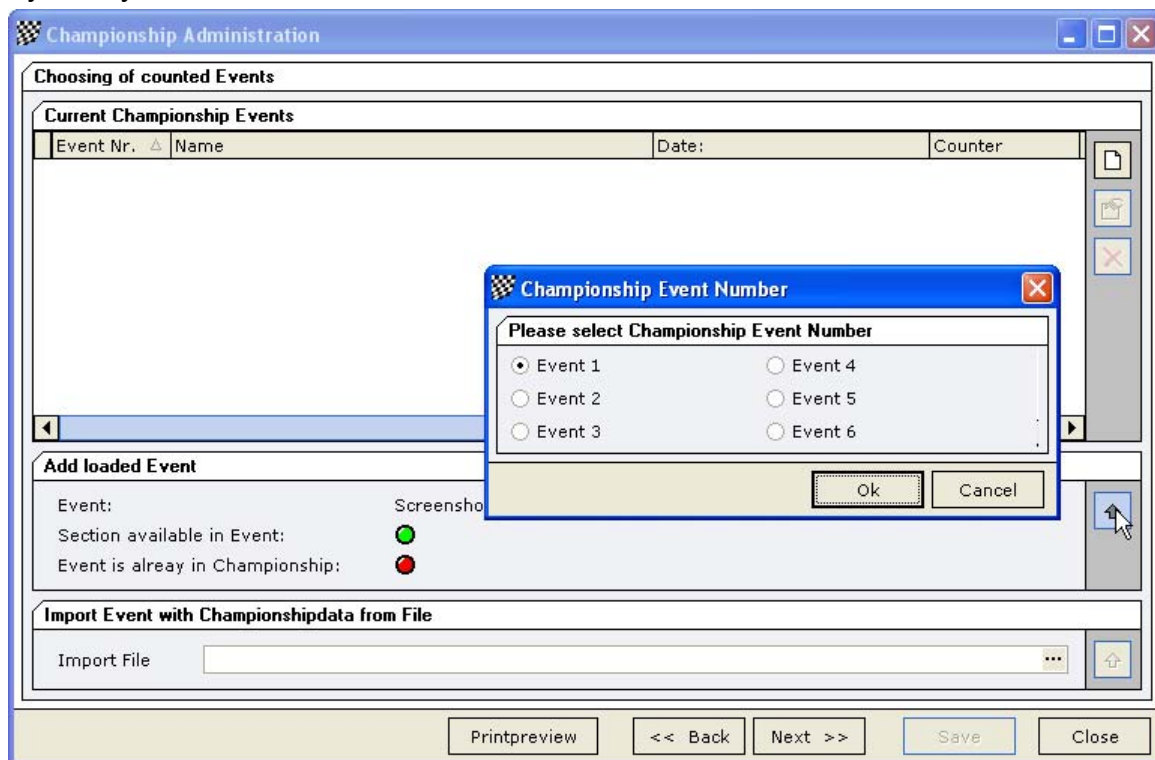 Championship Administration
Choosing of counted Events
Current Championship Events
Event Nr. Name Date: Counter
Championship Event Number
Please select Championship Event Number
Event 1 Event 4
Event 2 Event 5
Event 3 Event 6
Ok Cancel
Add loaded Event
Event: Screensho
Section available in Event:
Event is alreay in Championship:
Import Event with Championshipdata from File
Import File ...
Printpreview << Back Next >> Save Close